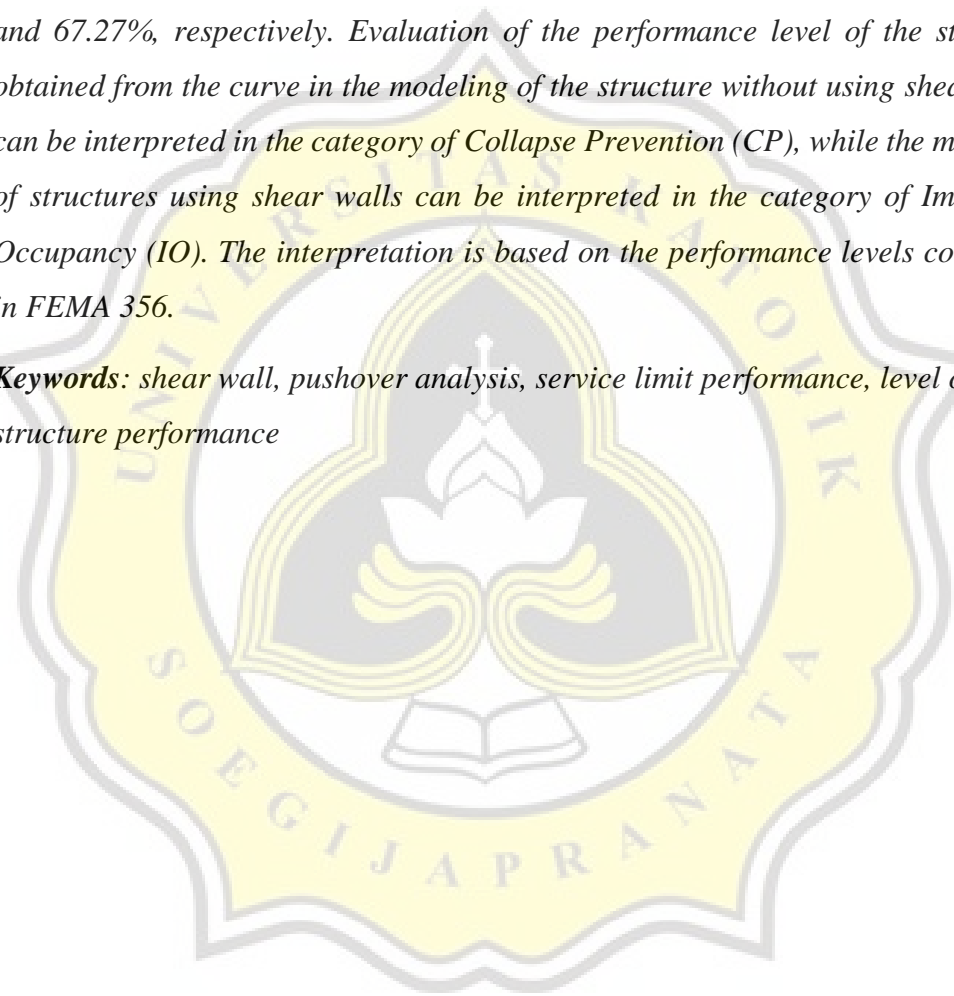 and 67.27%, respectively. Evaluation of the performance level of the st
obtained from the curve in the modeling of the structure without using shea
can be interpreted in the category of Collapse Prevention (CP), while the m
of structures using shear walls can be interpreted in the category of Im
Occupancy (IO). The interpretation is based on the performance levels co
in FEMA 356.
Keywords: shear wall, pushover analysis, service limit performance, level o
structure performance
UNIVERSITAS KATOLIK
SOEGIJAPRANATA